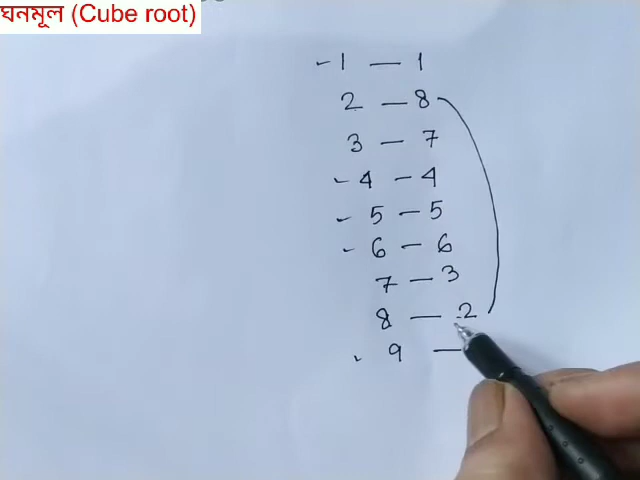 ঘনমূল (Cube root)
1 — 1
2 — 8
3 — 7
4 — 4
5 — 5
6 — 6
7 — 3
8 — 2
9 —